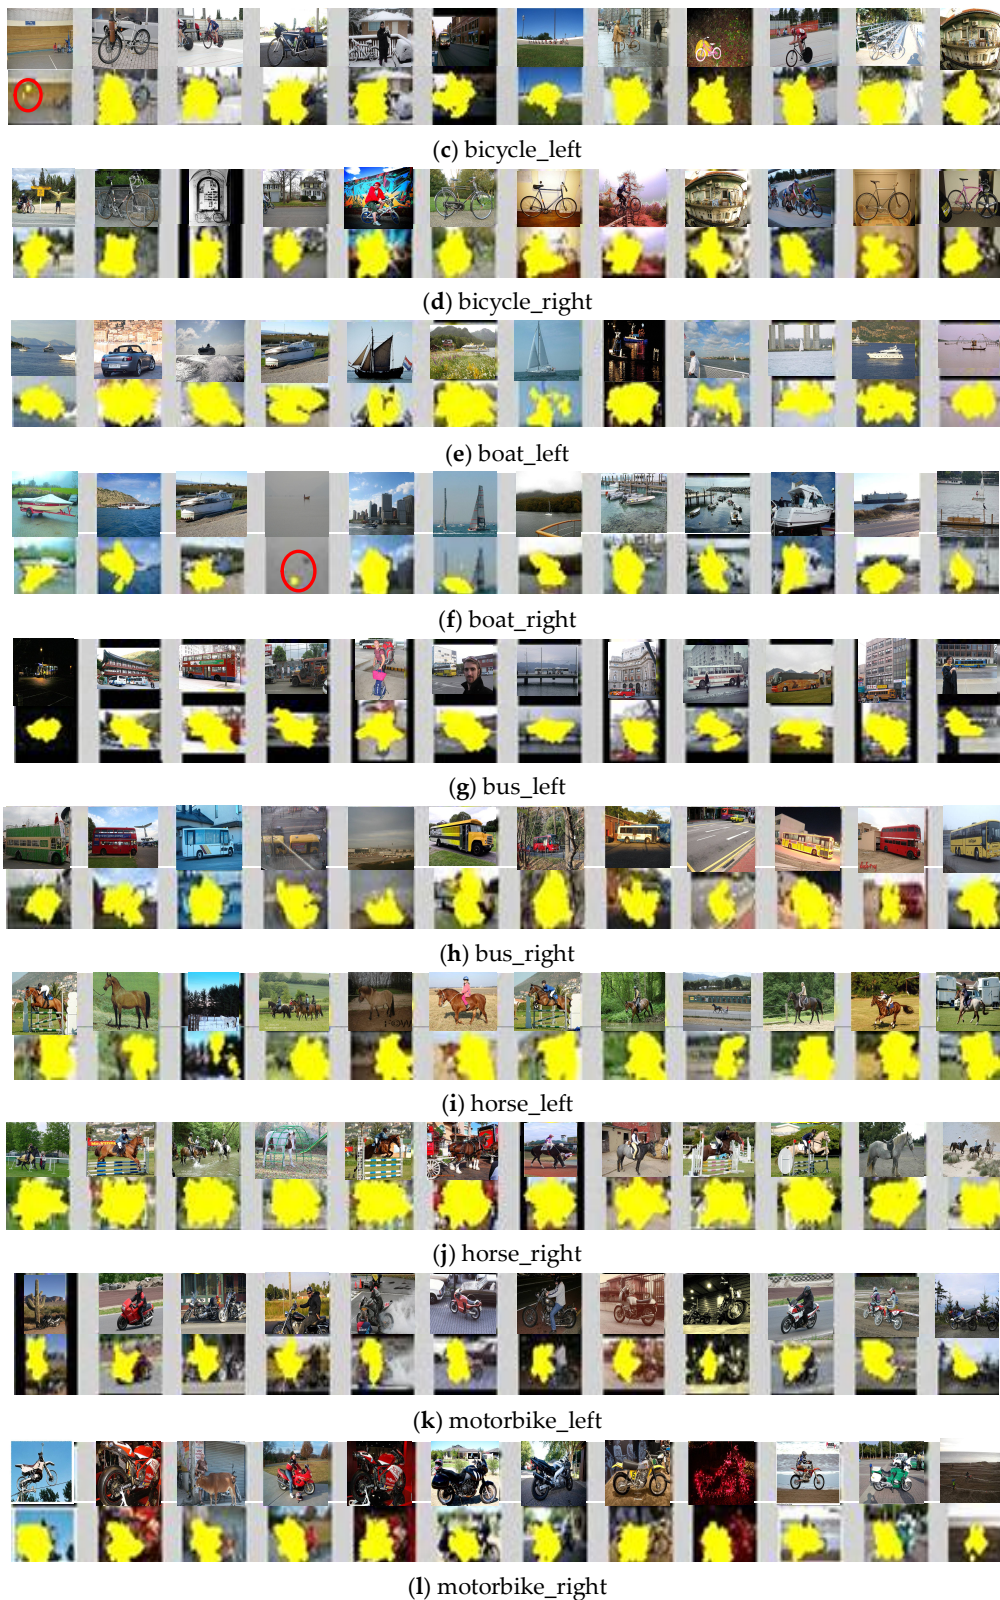 (c) bicycle_left
(d) bicycle_right
(e) boat_left
(f) boat_right
(g) bus_left
(h) bus_right
(i) horse_left
(j) horse_right
(k) motorbike_left
(l) motorbike_right